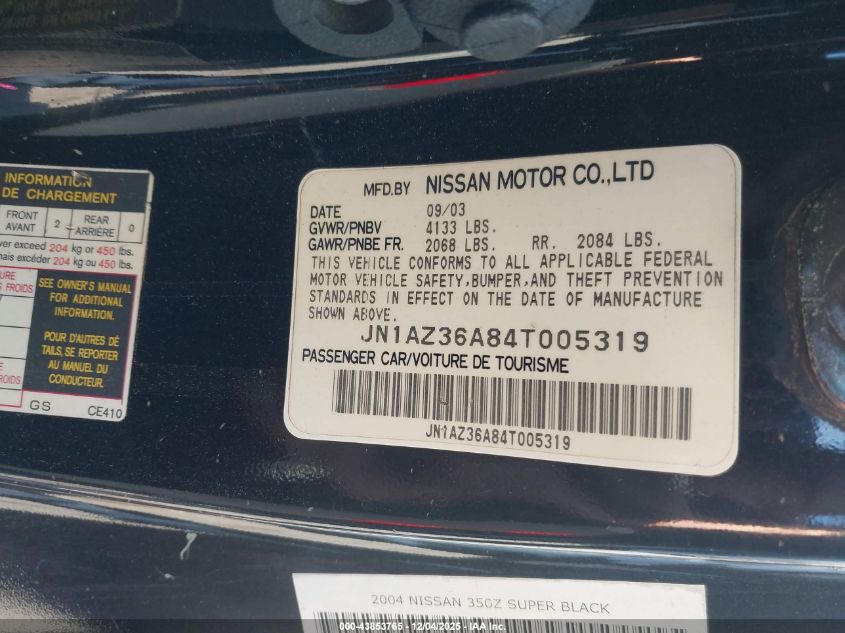 INFORMATION
DE CHARGEMENT
FRONT
AVANT
2
REAR
ARRIÈRE
0
ver exceed 204 kg or 450 lbs.
mais excéder 204 kg ou 450 lbs.
SEE OWNER'S MANUAL
FOR ADDITIONAL
INFORMATION.
POUR D'AUTRES DÉ
TAILS, SE REPORTER
AU MANUEL DU
CONDUCTEUR.
GS CE410
MFD.BY NISSAN MOTOR CO.,LTD
DATE 09/03
GVWR/PNBV 4133 LBS.
GAWR/PNBE FR. 2068 LBS. RR. 2084 LBS.
THIS VEHICLE CONFORMS TO ALL APPLICABLE FEDERAL
MOTOR VEHICLE SAFETY,BUMPER,AND THEFT PREVENTION
STANDARDS IN EFFECT ON THE DATE OF MANUFACTURE
SHOWN ABOVE.
JN1AZ36A84T005319
PASSENGER CAR/VOITURE DE TOURISME
JN1AZ36A84T005319
2004 NISSAN 350Z SUPER BLACK
000-43853765 - 12/04/2025 - IAA Inc.